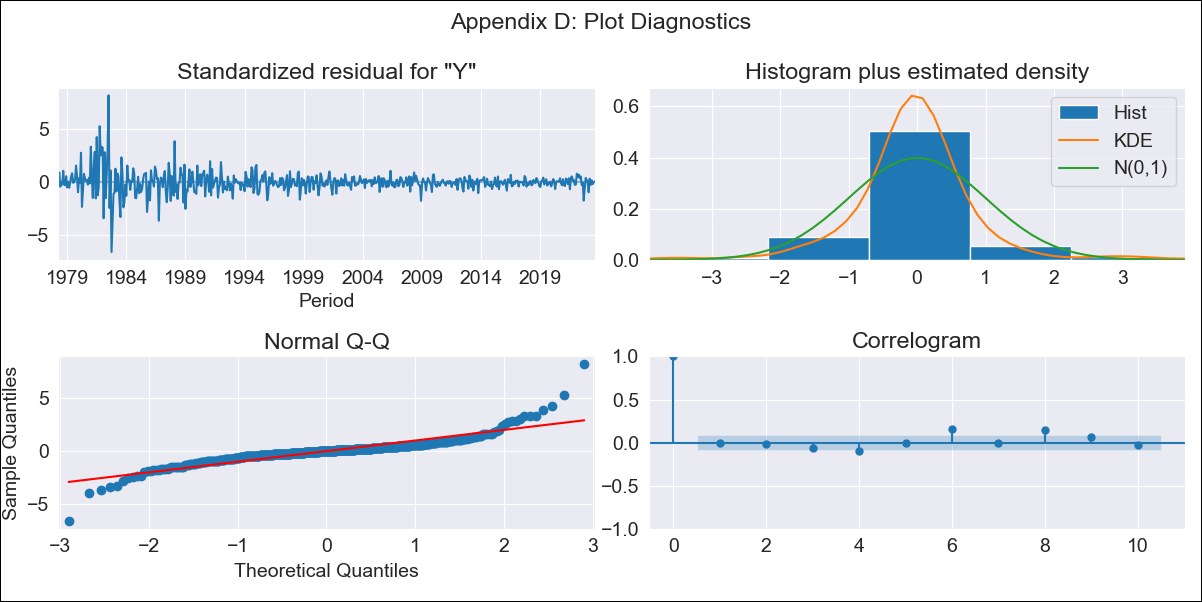 Appendix D: Plot Diagnostics
Standardized residual for "Y"
5
0
−5
1979 1984 1989 1994 1999 2004 2009 2014 2019
Period
Histogram plus estimated density
0.6
0.4
0.2
0.0
Hist
KDE
N(0,1)
−3 −2 −1 0 1 2 3
Normal Q-Q
Sample Quantiles
5
0
−5
−3 −2 −1 0 1 2 3
Theoretical Quantiles
Correlogram
1.0
0.5
0.0
−0.5
−1.0
0 2 4 6 8 10